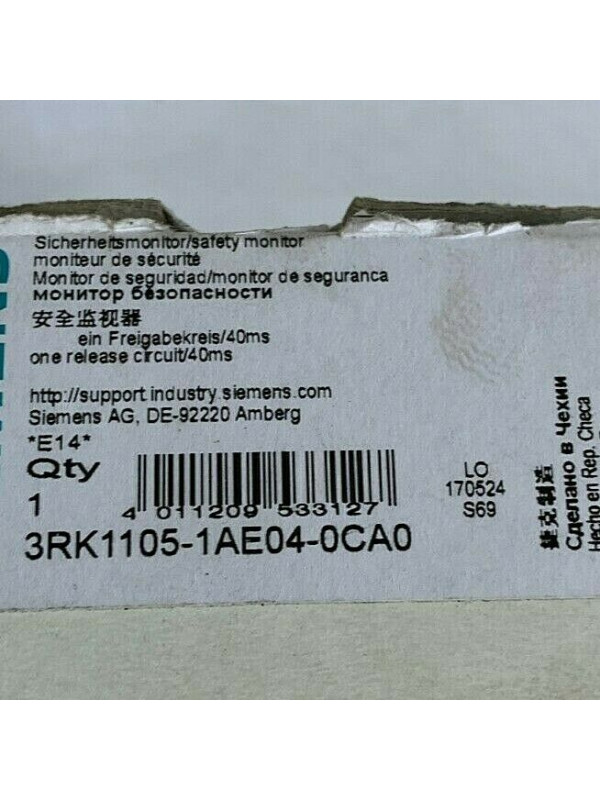 Sicherheitsmonitor/safety monitor
moniteur de sécurité
Monitor de seguridad/monitor de seguranca
монитор безопасности
安全监视器
ein Freigabekreis/40ms
one release circuit/40ms
http://support.industry.siemens.com
Siemens AG, DE-92220 Amberg
*E14*
Qty
1
4 011209 533127
3RK1105-1AE04-0CA0
LO
170524
S69
捷克制造
Сделано в Чехии
Hecho en Rep. Checa